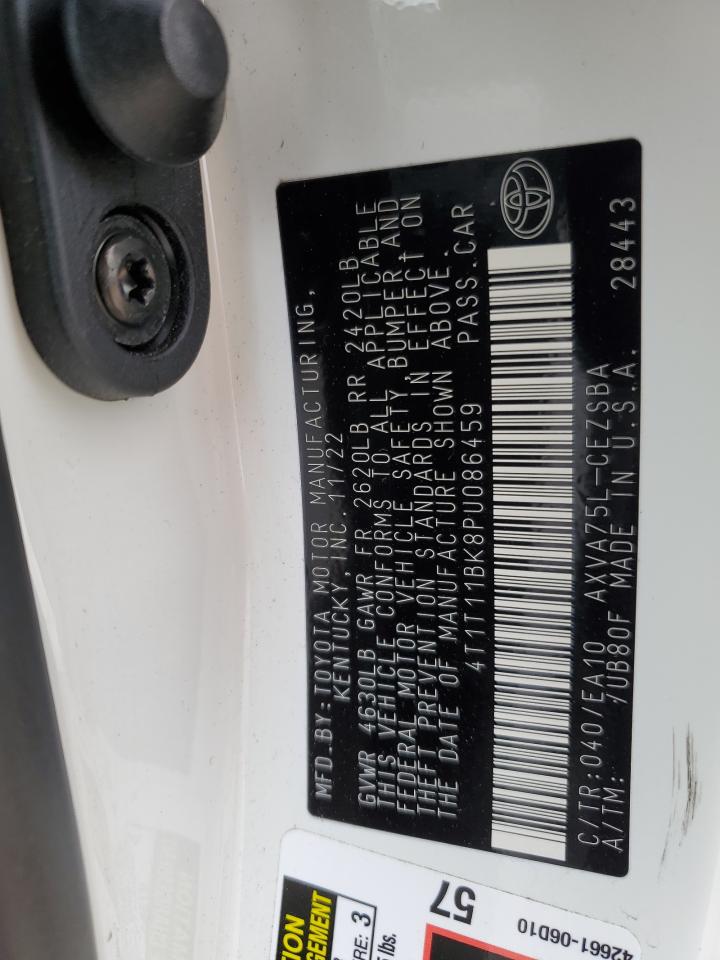 MFD.BY:TOYOTA MOTOR MANUFACTURING,
KENTUCKY, INC. 11/22
GVWR 4630LB GAWR FR 2620LB RR 2420LB
THIS VEHICLE CONFORMS TO ALL APPLICABLE
FEDERAL MOTOR VEHICLE SAFETY, BUMPER, AND
THEFT PREVENTION STANDARDS IN EFFECT ON
THE DATE OF MANUFACTURE SHOWN ABOVE.
4T1T11BK8PU086459 PASS.CAR
C/TR:040/EA10 AXVA75L-CEZSBA
A/TM: /UB80F MADE IN U.S.A. 28443
57
42661-06D10
lbs.